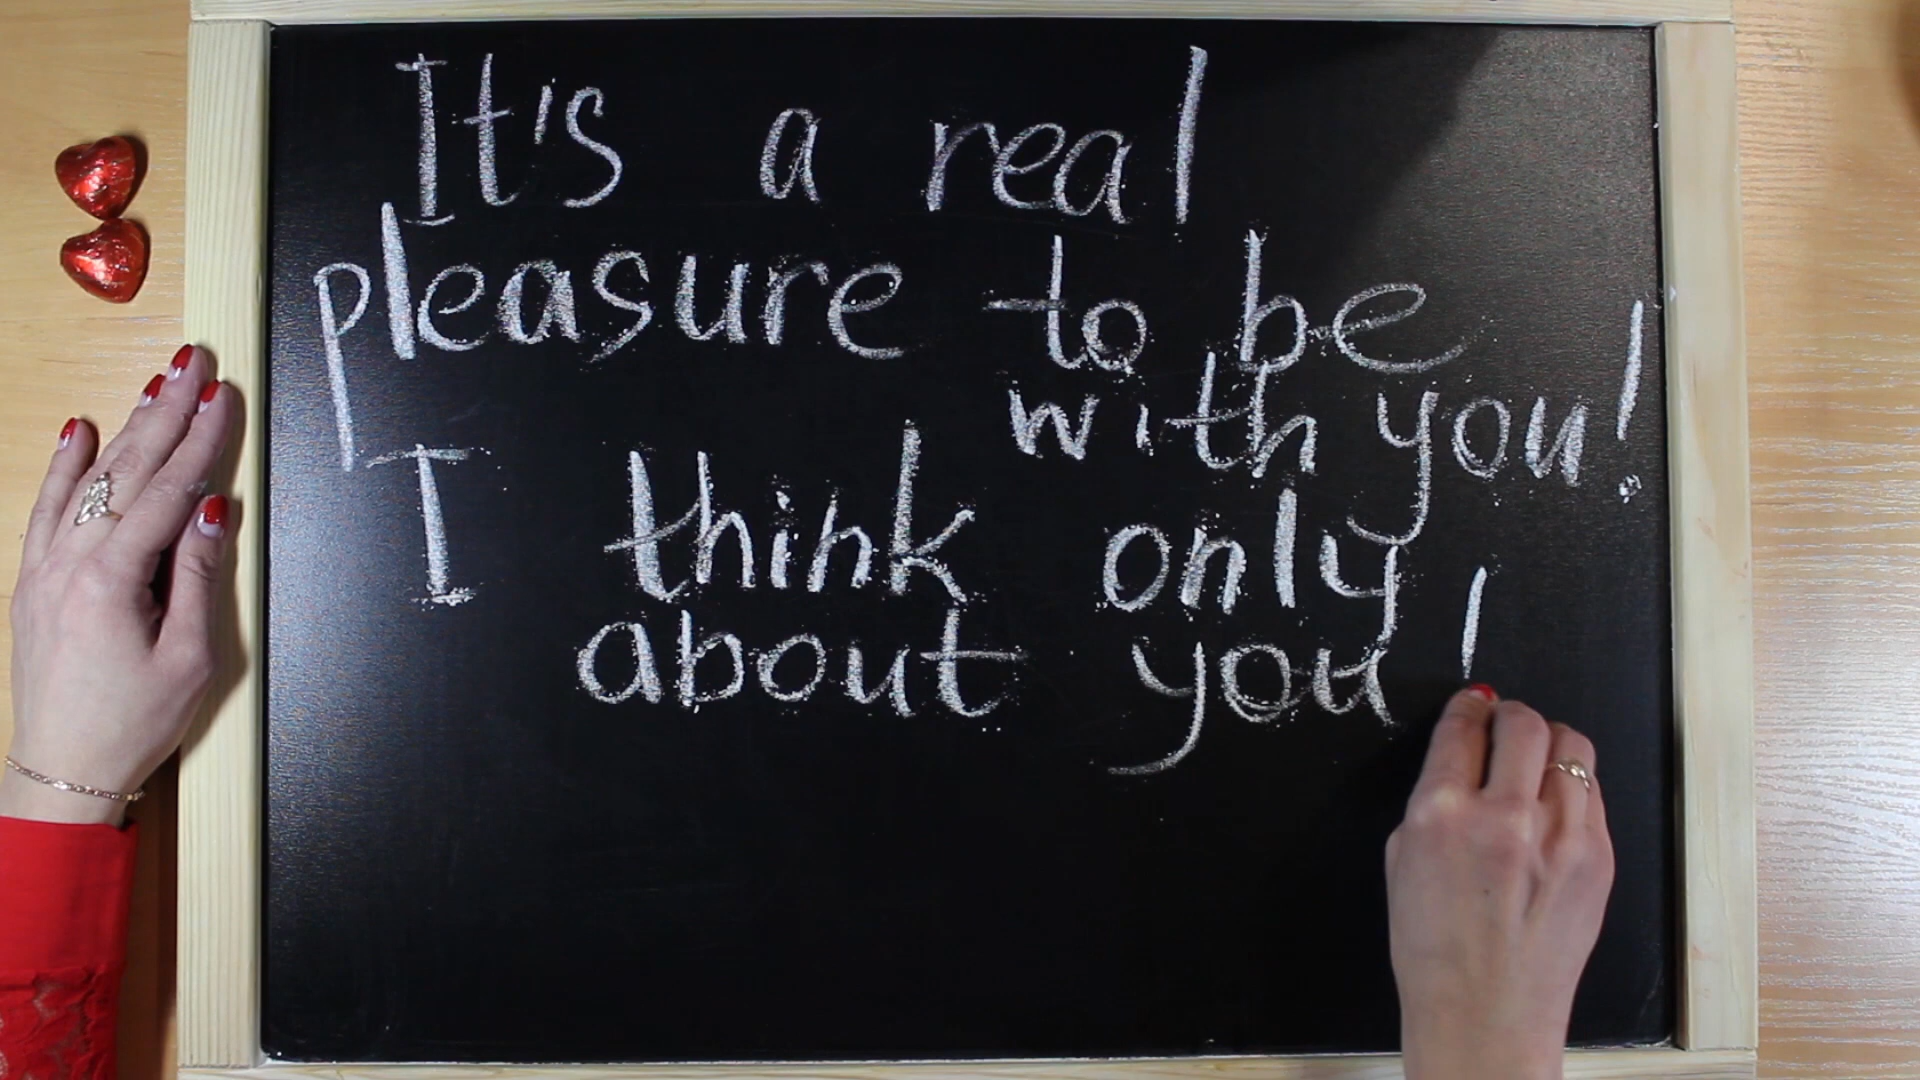 It's a real
pleasure to be
with you!
I think only
about you!